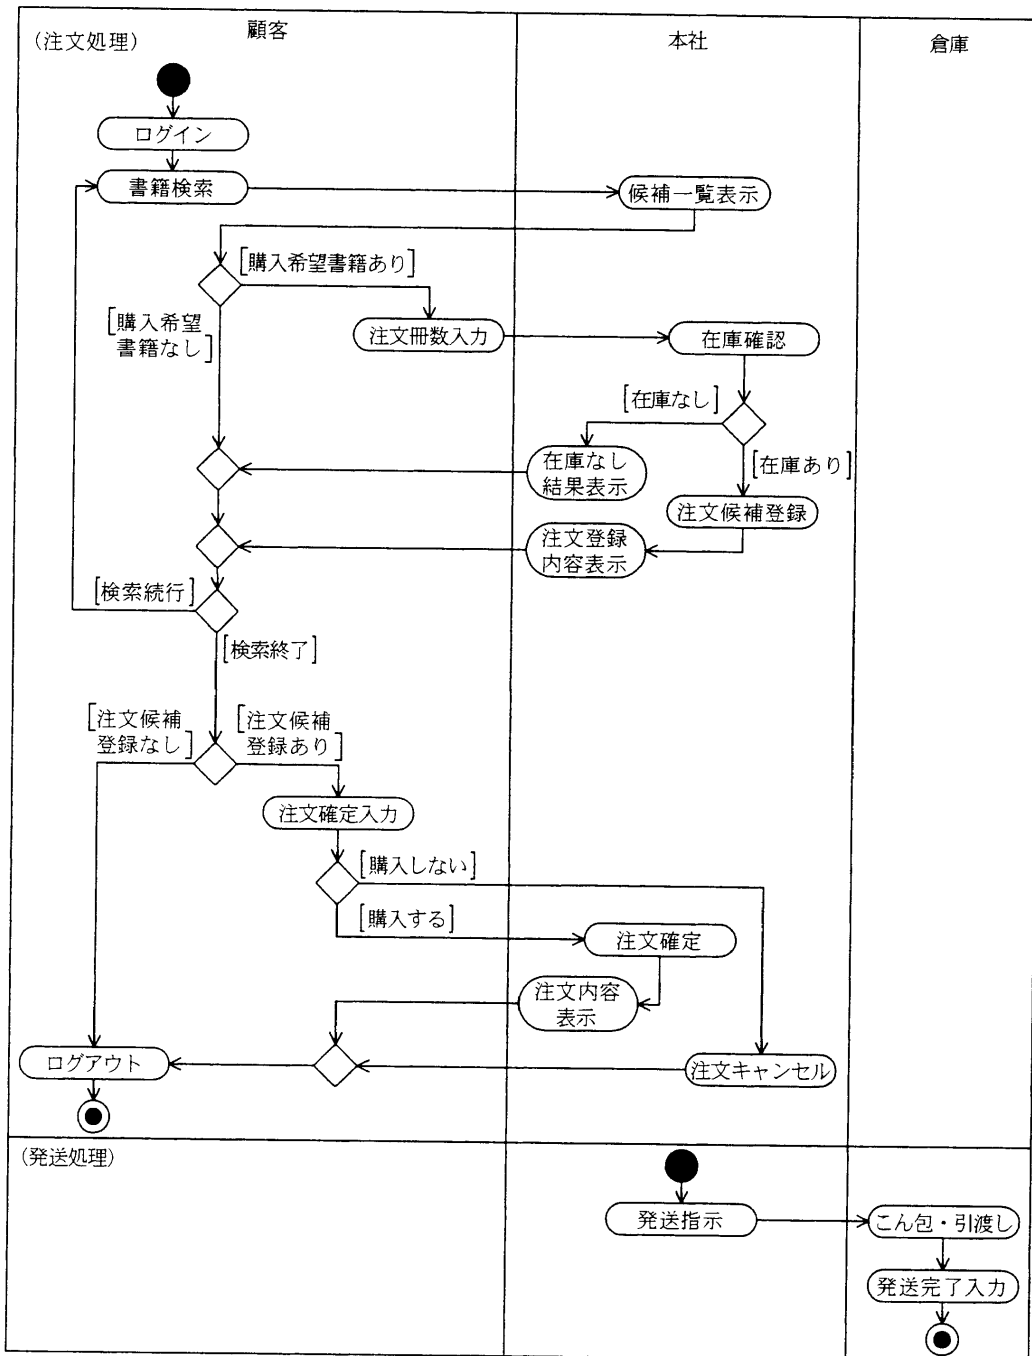 顧客
本社
倉庫
(注文処理)
ログイン
書籍検索
候補一覧表示
[購入希望書籍あり]
[購入希望
書籍なし]
注文冊数入力
在庫確認
[在庫なし]
在庫なし
結果表示
[在庫あり]
注文候補登録
注文登録
内容表示
[検索続行]
[検索終了]
[注文候補
登録なし]
[注文候補
登録あり]
注文確定入力
[購入しない]
[購入する]
注文確定
注文内容
表示
ログアウト
注文キャンセル
(発送処理)
発送指示
こん包・引渡し
発送完了入力